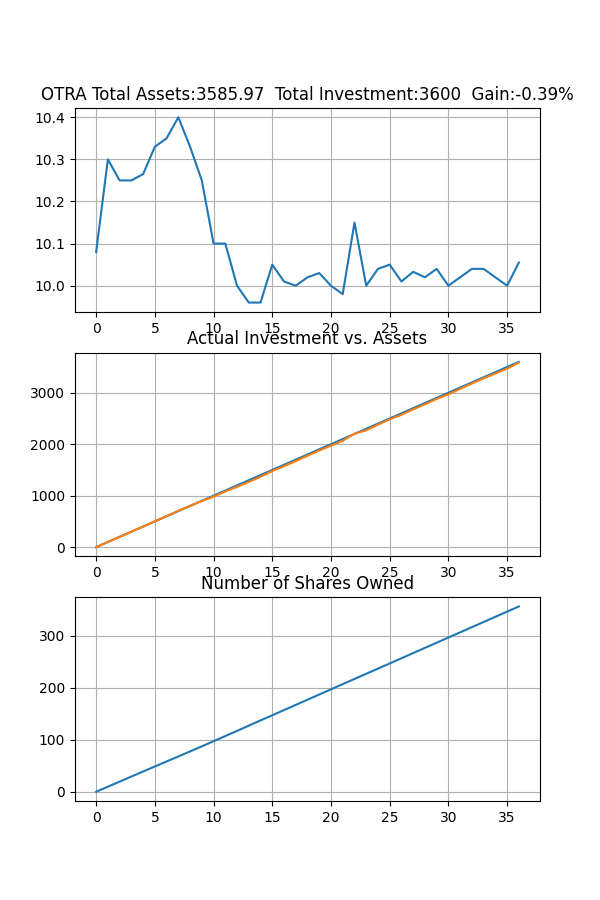 OTRA Total Assets:3585.97  Total Investment:3600  Gain:-0.39%
10.4
10.3
10.2
10.1
10.0
0 5 10 15 20 25 30 35
Actual Investment vs. Assets
3000
2000
1000
0
0 5 10 15 20 25 30 35
Number of Shares Owned
300
200
100
0
0 5 10 15 20 25 30 35